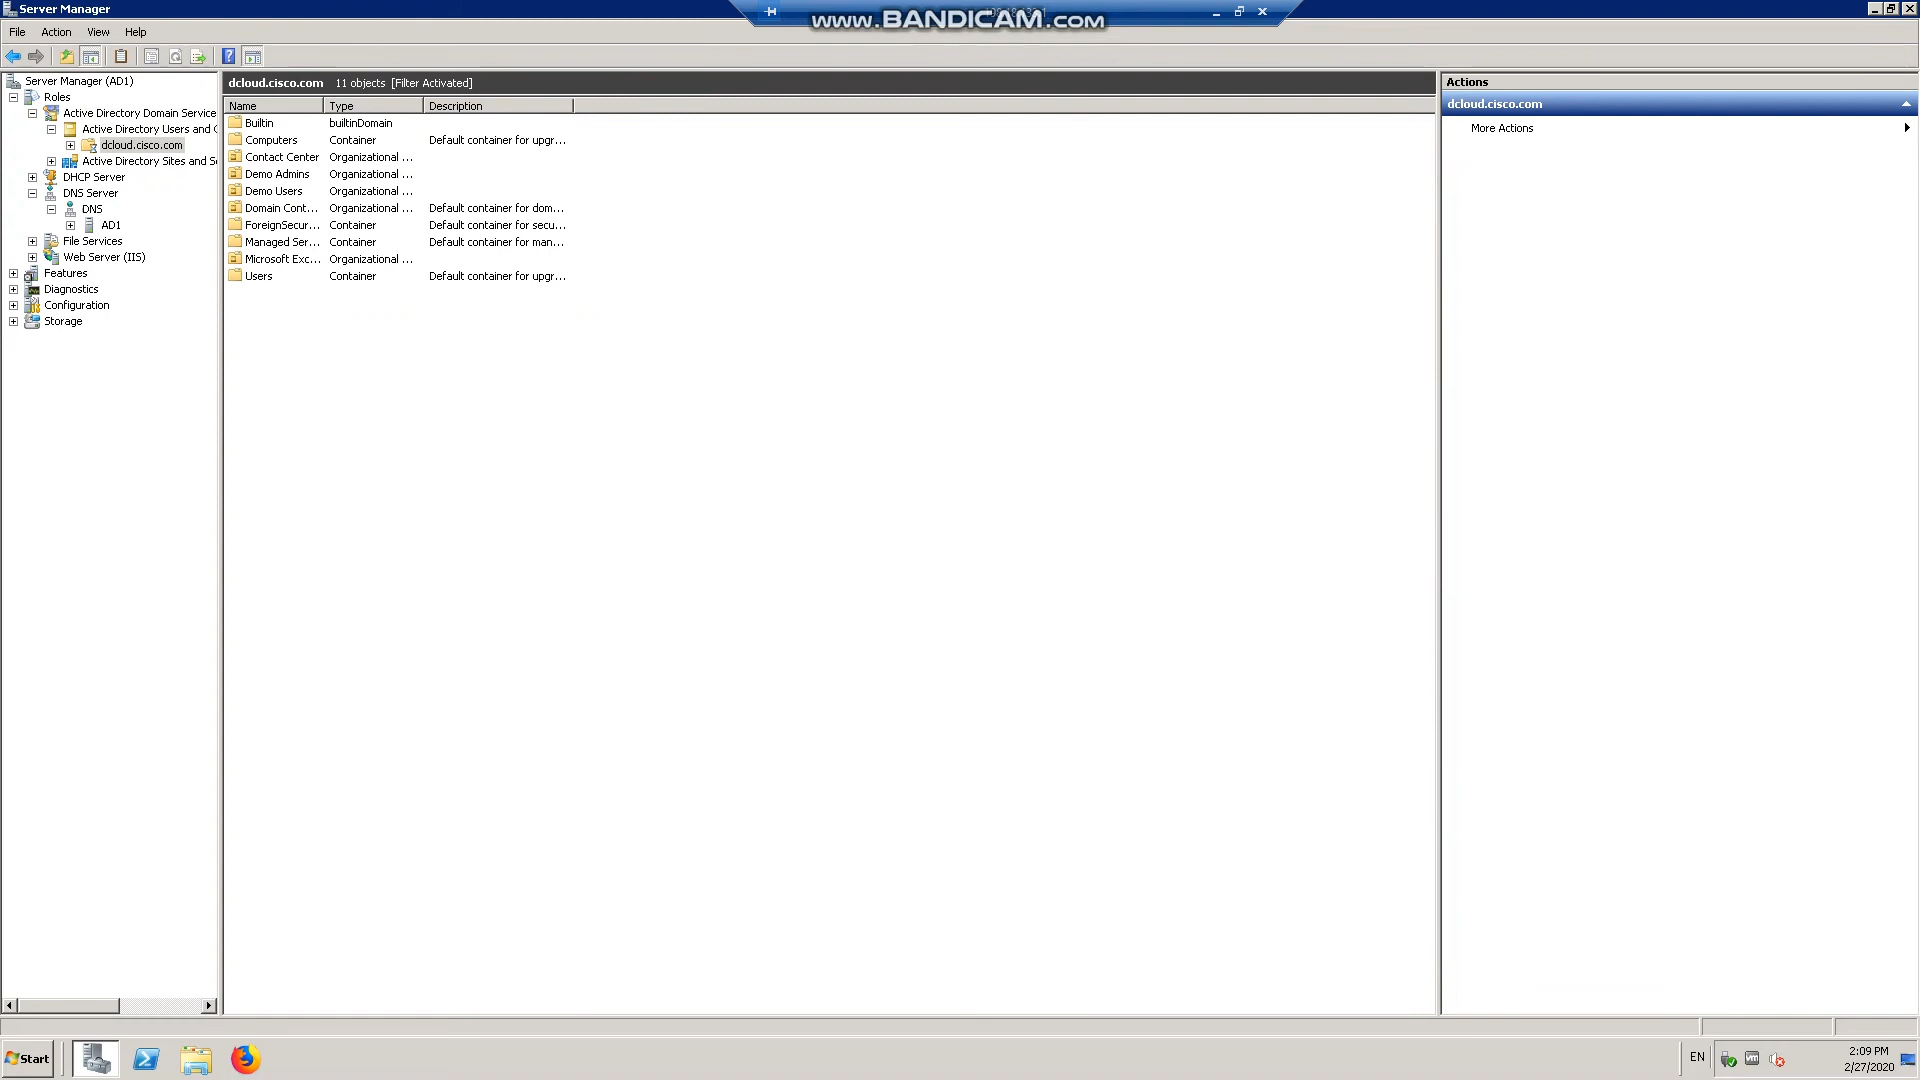 Server Manager
www.BANDICAM.com
File Action View Help
Server Manager (AD1)
Roles
Active Directory Domain Service
Active Directory Users and C
dcloud.cisco.com
Active Directory Sites and Se
DHCP Server
DNS Server
DNS
AD1
File Services
Web Server (IIS)
Features
Diagnostics
Configuration
Storage
dcloud.cisco.com 11 objects [Filter Activated]
Name Type Description
Builtin builtinDomain
Computers Container Default container for upgr...
Contact Center Organizational ...
Demo Admins Organizational ...
Demo Users Organizational ...
Domain Cont... Organizational ... Default container for dom...
ForeignSecur... Container Default container for secu...
Managed Ser... Container Default container for man...
Microsoft Exc... Organizational ...
Users Container Default container for upgr...
Actions
dcloud.cisco.com
More Actions
Start
EN
2:09 PM
2/27/2020